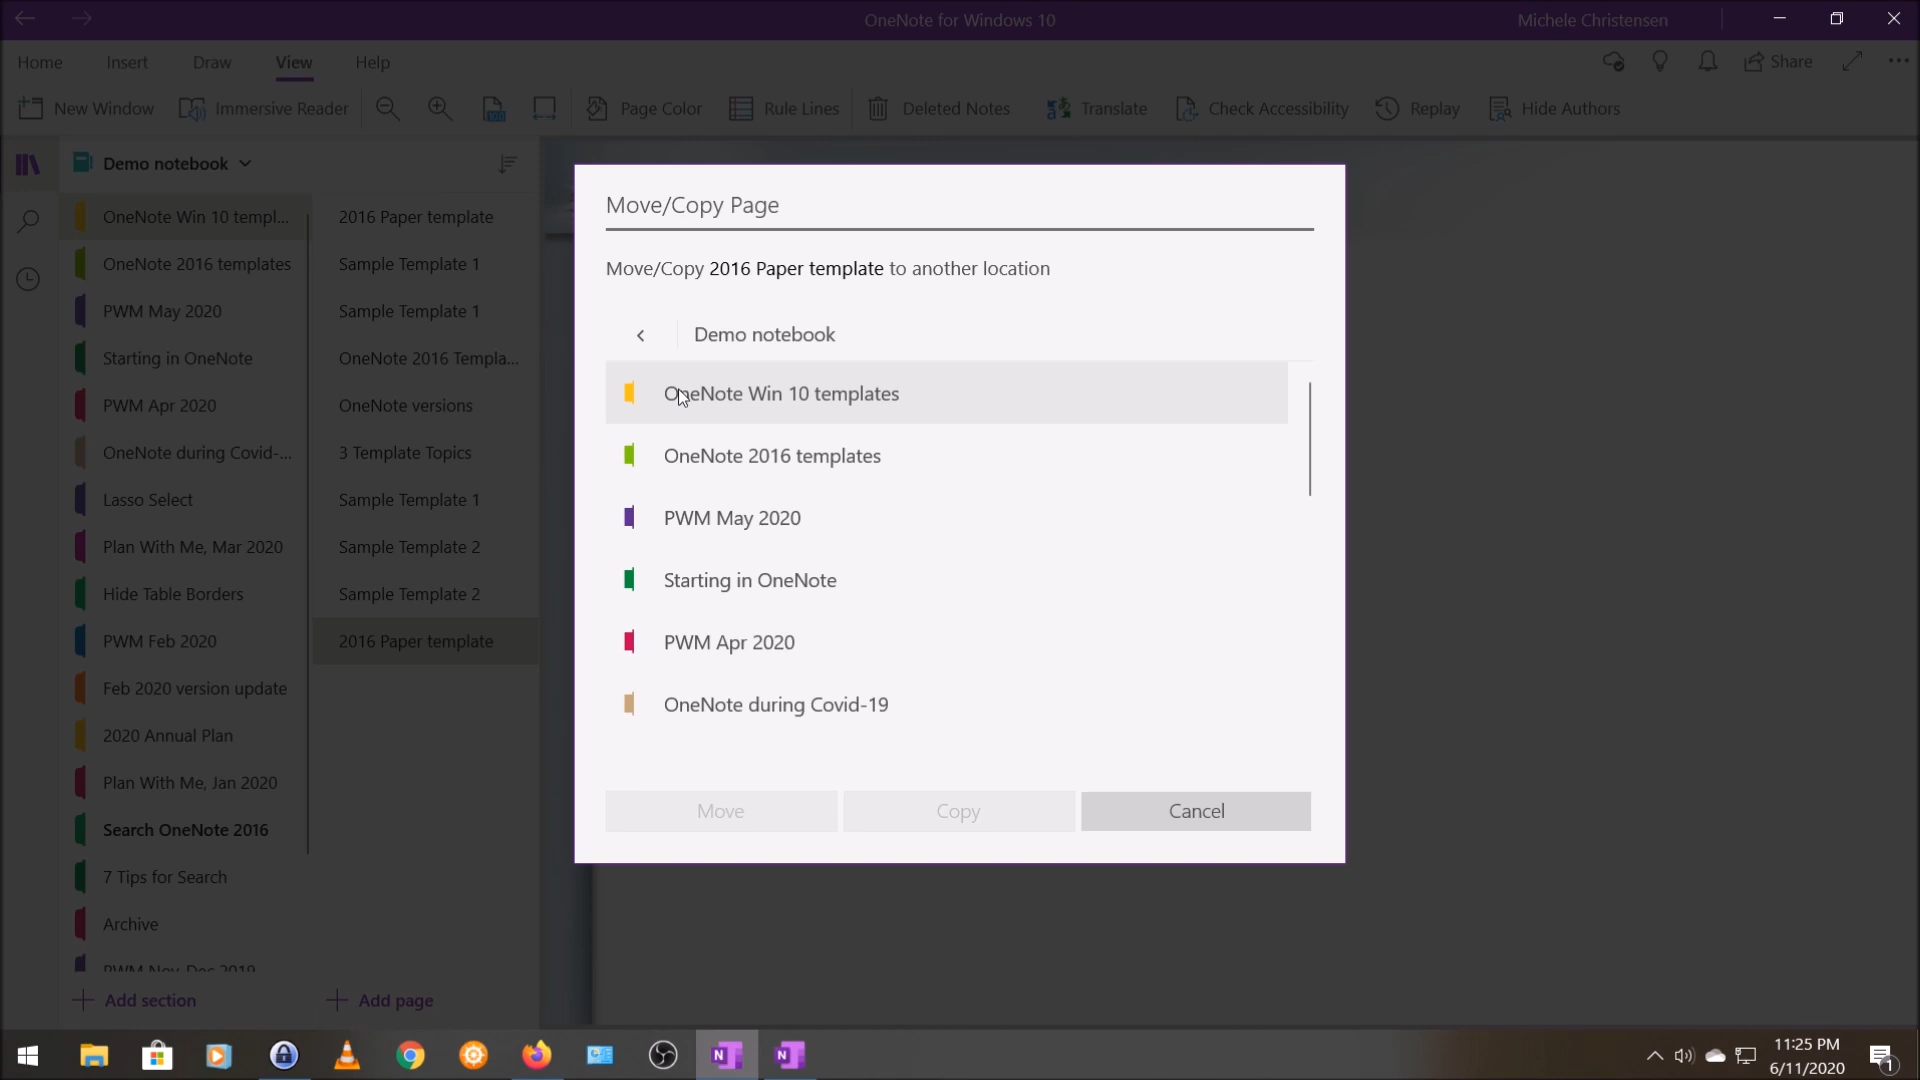 OneNote for Windows 10
Michele Christensen
Home Insert Draw View Help
Share
New Window Immersive Reader Page Color Rule Lines Deleted Notes Translate Check Accessibility Replay Hide Authors
Demo notebook
OneNote Win 10 templ...
OneNote 2016 templates
PWM May 2020
Starting in OneNote
PWM Apr 2020
OneNote during Covid-...
Lasso Select
Plan With Me, Mar 2020
Hide Table Borders
PWM Feb 2020
Feb 2020 version update
2020 Annual Plan
Plan With Me, Jan 2020
Search OneNote 2016
7 Tips for Search
Archive
PWM Nov-Dec 2019
Add section
2016 Paper template
Sample Template 1
Sample Template 1
OneNote 2016 Templa...
OneNote versions
3 Template Topics
Sample Template 1
Sample Template 2
Sample Template 2
2016 Paper template
Add page
Move/Copy Page
Move/Copy 2016 Paper template to another location
Demo notebook
OneNote Win 10 templates
OneNote 2016 templates
PWM May 2020
Starting in OneNote
PWM Apr 2020
OneNote during Covid-19
Move Copy Cancel
11:25 PM
6/11/2020
1